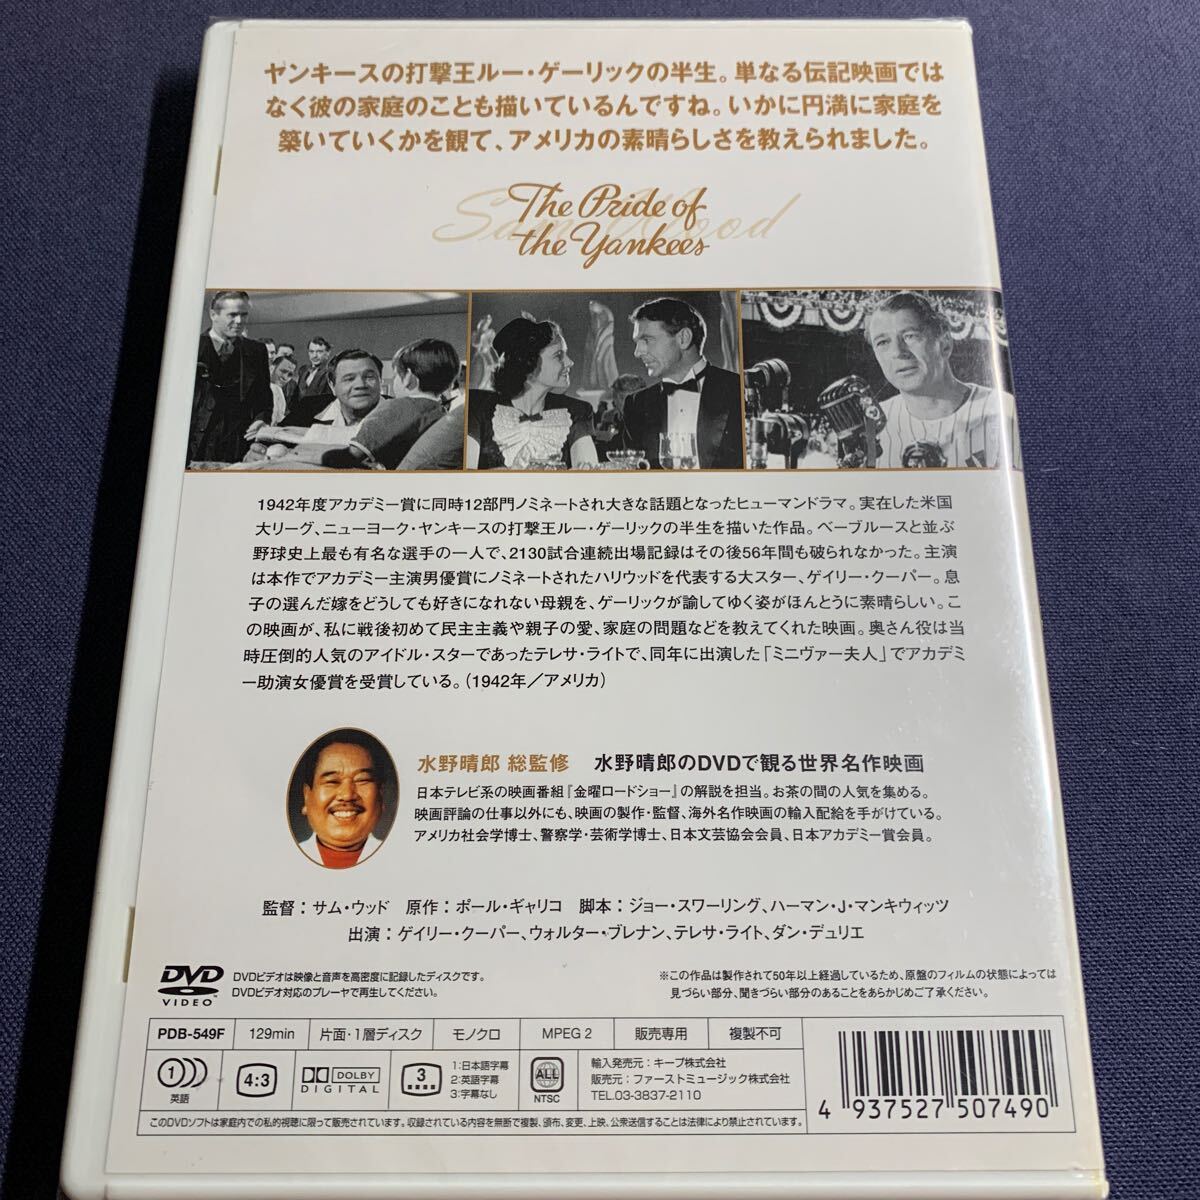 ヤンキースの打撃王ルー・ゲーリックの半生。単なる伝記映画では
なく彼の家庭のことも描いているんですね。いかに円満に家庭を
築いていくかを観て、アメリカの素晴らしさを教えられました。
Sam Wood
The Pride of
the Yankees
1942年度アカデミー賞に同時12部門ノミネートされ大きな話題となったヒューマンドラマ。実在した米国
大リーグ、ニューヨーク・ヤンキースの打撃王ルー・ゲーリックの半生を描いた作品。ベーブルースと並ぶ
野球史上最も有名な選手の一人で、2130試合連続出場記録はその後56年間も破られなかった。主演
は本作でアカデミー主演男優賞にノミネートされたハリウッドを代表する大スター、ゲイリー・クーパー。息
子の選んだ嫁をどうしても好きになれない母親を、ゲーリックが諭してゆく姿がほんとうに素晴らしい。こ
の映画が、私に戦後初めて民主主義や親子の愛、家庭の問題などを教えてくれた映画。奥さん役は当
時圧倒的人気のアイドル・スターであったテレサ・ライトで、同年に出演した「ミニヴァー夫人」でアカデミ
ー助演女優賞を受賞している。(1942年／アメリカ)
水野晴郎 総監修 水野晴郎のDVDで観る世界名作映画
日本テレビ系の映画番組『金曜ロードショー』の解説を担当。お茶の間の人気を集める。
映画評論の仕事以外にも、映画の製作・監督、海外名作映画の輸入配給を手がけている。
アメリカ社会学博士、警察学・芸術学博士、日本文芸協会会員、日本アカデミー賞会員。
監督：サム・ウッド 原作：ポール・ギャリコ 脚本：ジョー・スワーリング、ハーマン・J・マンキウィッツ
出演：ゲイリー・クーパー、ウォルター・ブレナン、テレサ・ライト、ダン・デュリエ
DVD VIDEO
DVDビデオは映像と音声を高密度に記録したディスクです。
DVDビデオ対応のプレーヤで再生してください。
※この作品は製作されて50年以上経過しているため、原盤のフィルムの状態によっては
見づらい部分、聞きづらい部分のあることをあらかじめご了承ください。
PDB-549F 129min 片面・1層ディスク モノクロ MPEG 2 販売専用 複製不可
1 英語
4:3
DOLBY DIGITAL
3
1:日本語字幕
2:英語字幕
3:字幕なし
ALL NTSC
輸入発売元：キープ株式会社
販売元：ファーストミュージック株式会社
TEL.03-3837-2110
4 937527 507490
このDVDソフトは家庭内での私的視聴に限って販売されています。収録されている内容を無断で複製、頒布、変更、上映、公衆送信することは法律により禁止されています。